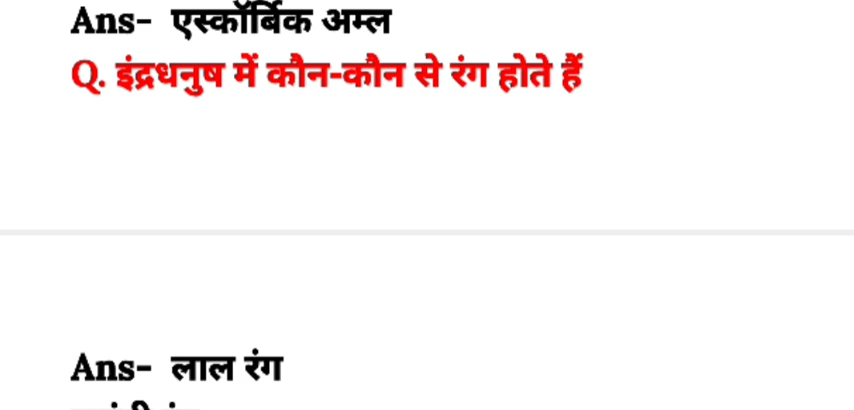 Ans- एस्कॉर्बिक अम्ल
Q. इंद्रधनुष में कौन-कौन से रंग होते हैं
Ans- लाल रंग